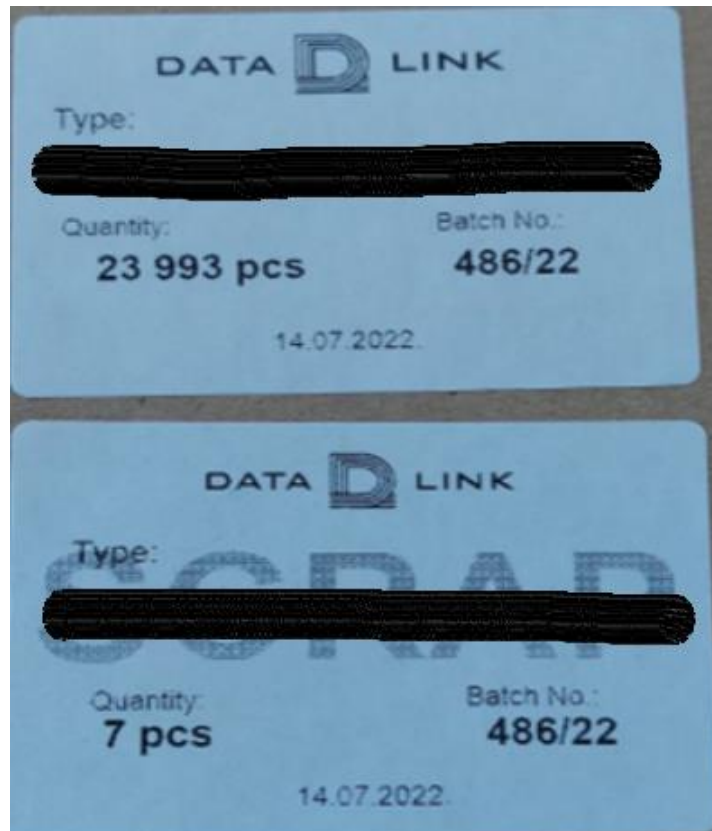 DATA D LINK
Type:
Quantity: Batch No.:
23 993 pcs 486/22
14.07.2022.
DATA D LINK
Type:
SCRAP
Quantity: Batch No.:
7 pcs 486/22
14.07.2022.